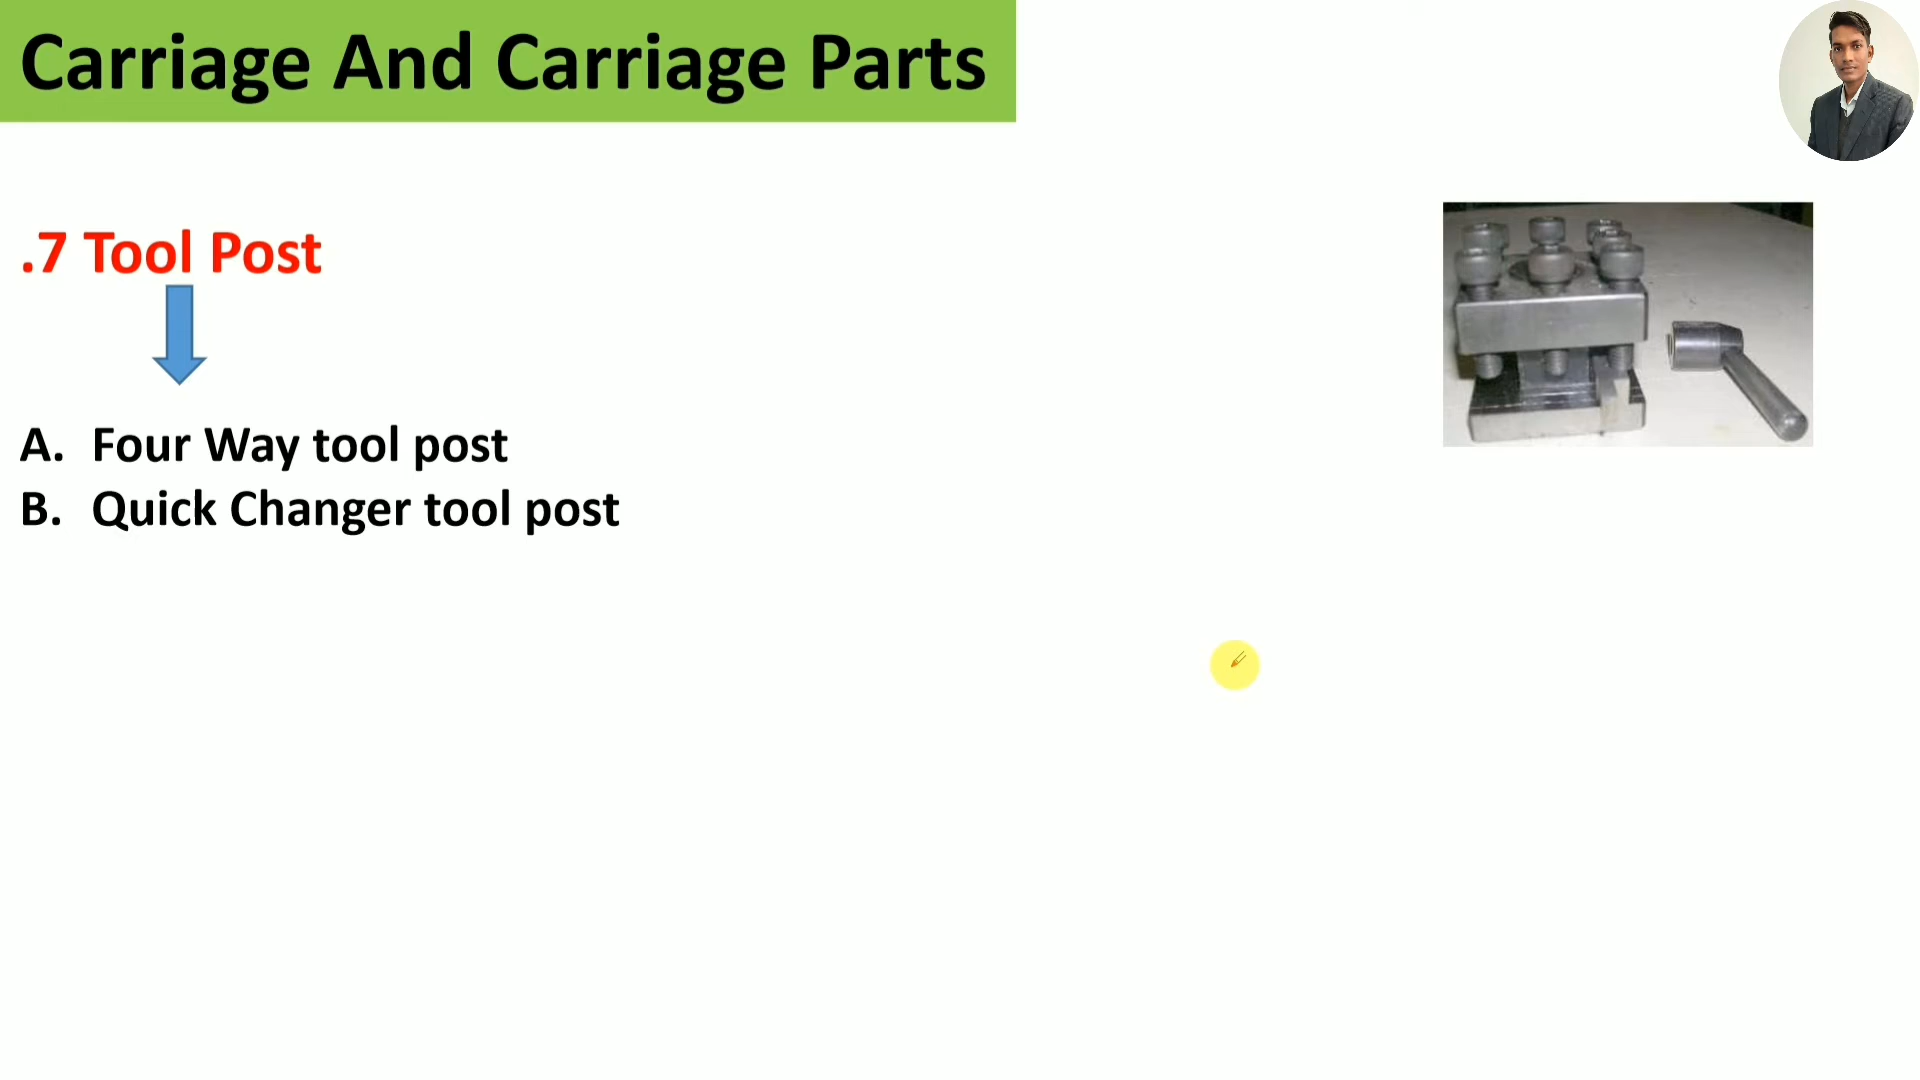 Carriage And Carriage Parts
.7 Tool Post
A. Four Way tool post
B. Quick Changer tool post